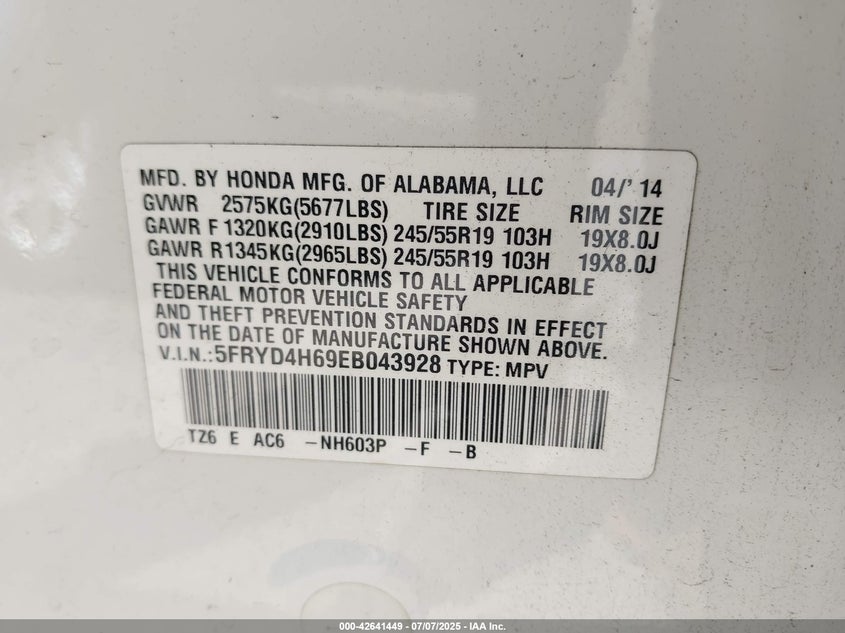 MFD. BY HONDA MFG. OF ALABAMA, LLC 04/' 14
GVWR 2575KG(5677LBS) TIRE SIZE RIM SIZE
GAWR F 1320KG(2910LBS) 245/55R19 103H 19X8.0J
GAWR R1345KG(2965LBS) 245/55R19 103H 19X8.0J
THIS VEHICLE CONFORMS TO ALL APPLICABLE
FEDERAL MOTOR VEHICLE SAFETY
AND THEFT PREVENTION STANDARDS IN EFFECT
ON THE DATE OF MANUFACTURE SHOWN ABOVE.
V.I.N.:5FRYD4H69EB043928 TYPE: MPV
TZ6 E AC6 -NH603P -F -B
000-42641449 - 07/07/2025 - IAA Inc.